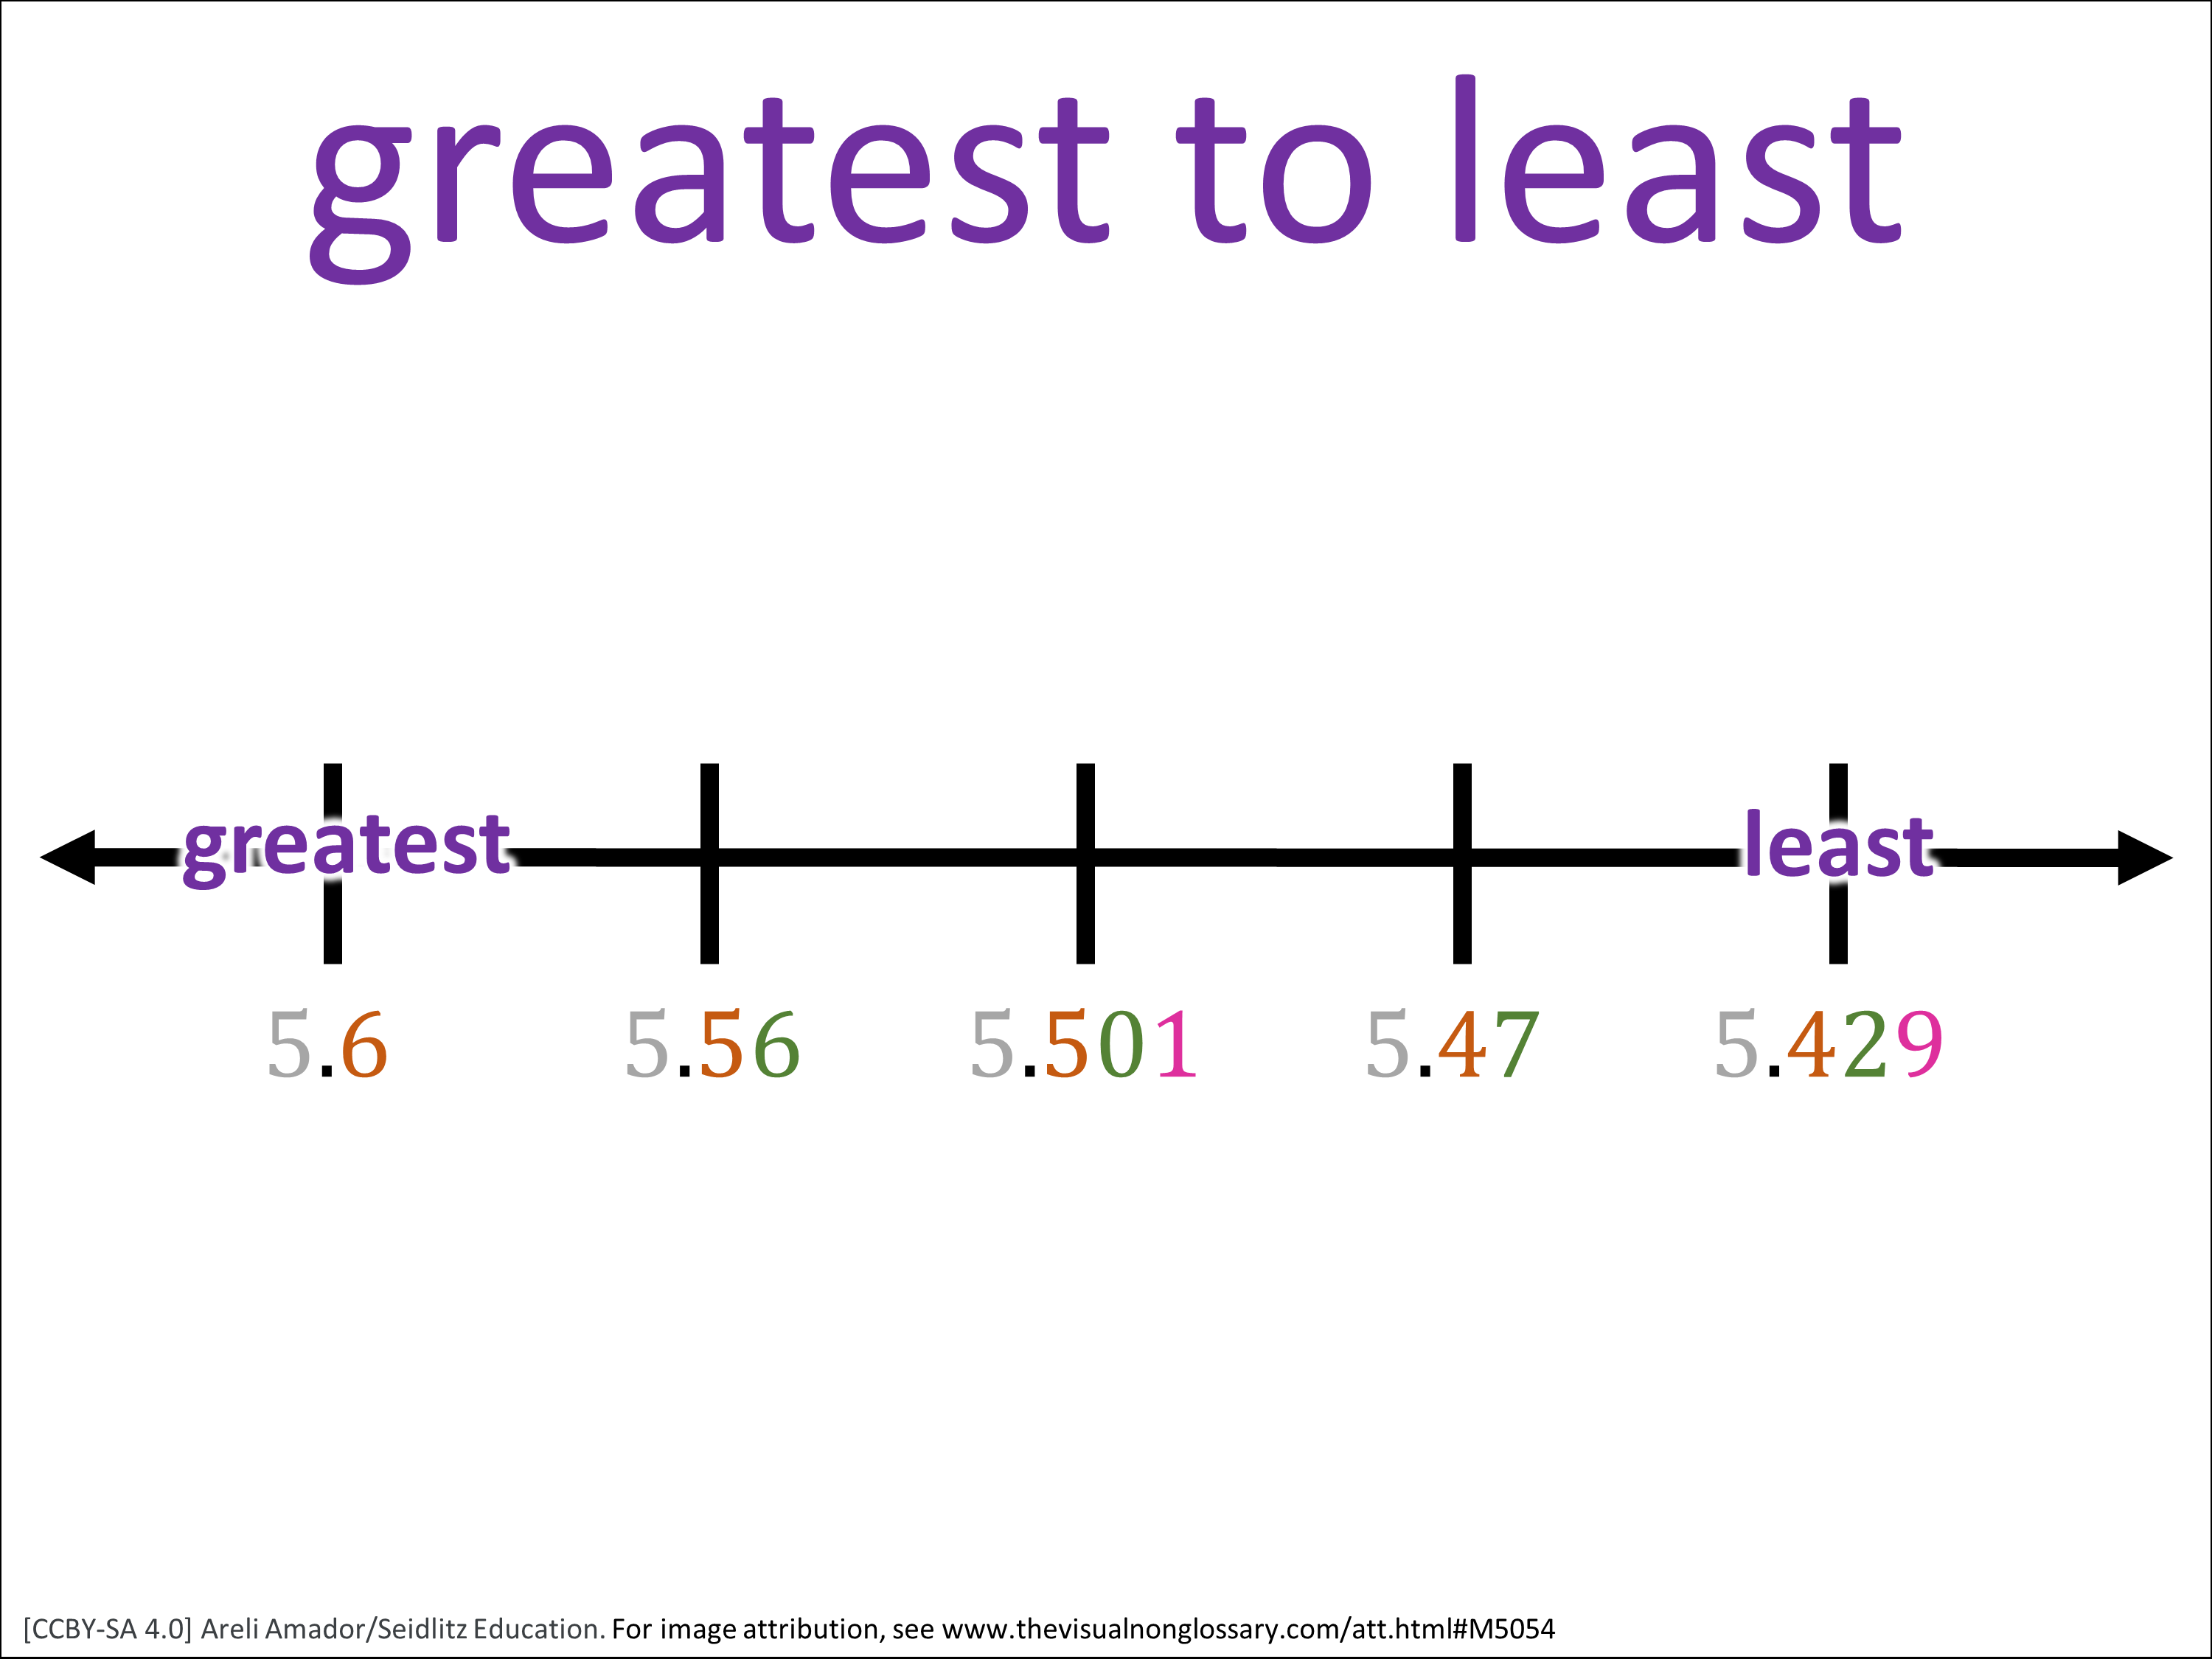 greatest to least
greatest least
5.6 5.56 5.501 5.47 5.429
[CCBY-SA 4.0] Areli Amador/Seidlitz Education. For image attribution, see www.thevisualnonglossary.com/att.html#M5054